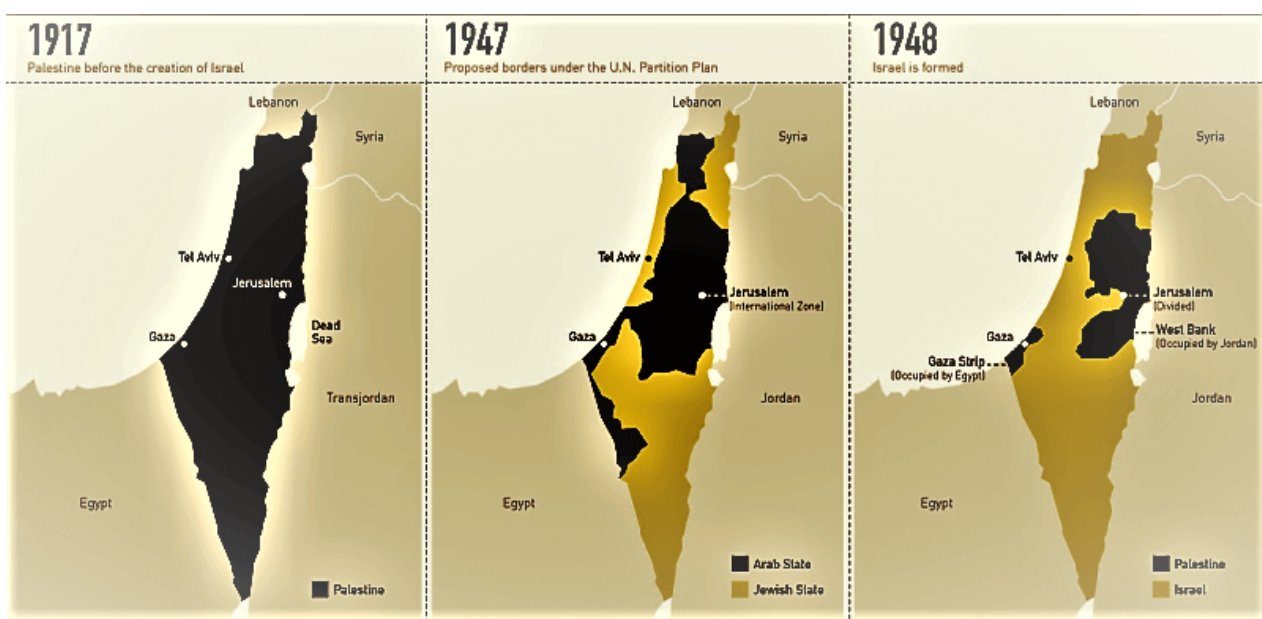 1917
Palestine before the creation of Israel
Lebanon
Syria
Tel Aviv
Jerusalem
Gaza
Dead
Sea
Transjordan
Egypt
Palestine
1947
Proposed borders under the U.N. Partition Plan
Lebanon
Syria
Tel Aviv
Jerusalem
(International Zone)
Gaza
Jordan
Egypt
Arab State
Jewish State
1948
Israel is formed
Lebanon
Syria
Tel Aviv
Jerusalem
(Divided)
West Bank
(Occupied by Jordan)
Gaza
Gaza Strip
(Occupied by Egypt)
Jordan
Egypt
Palestine
Israel